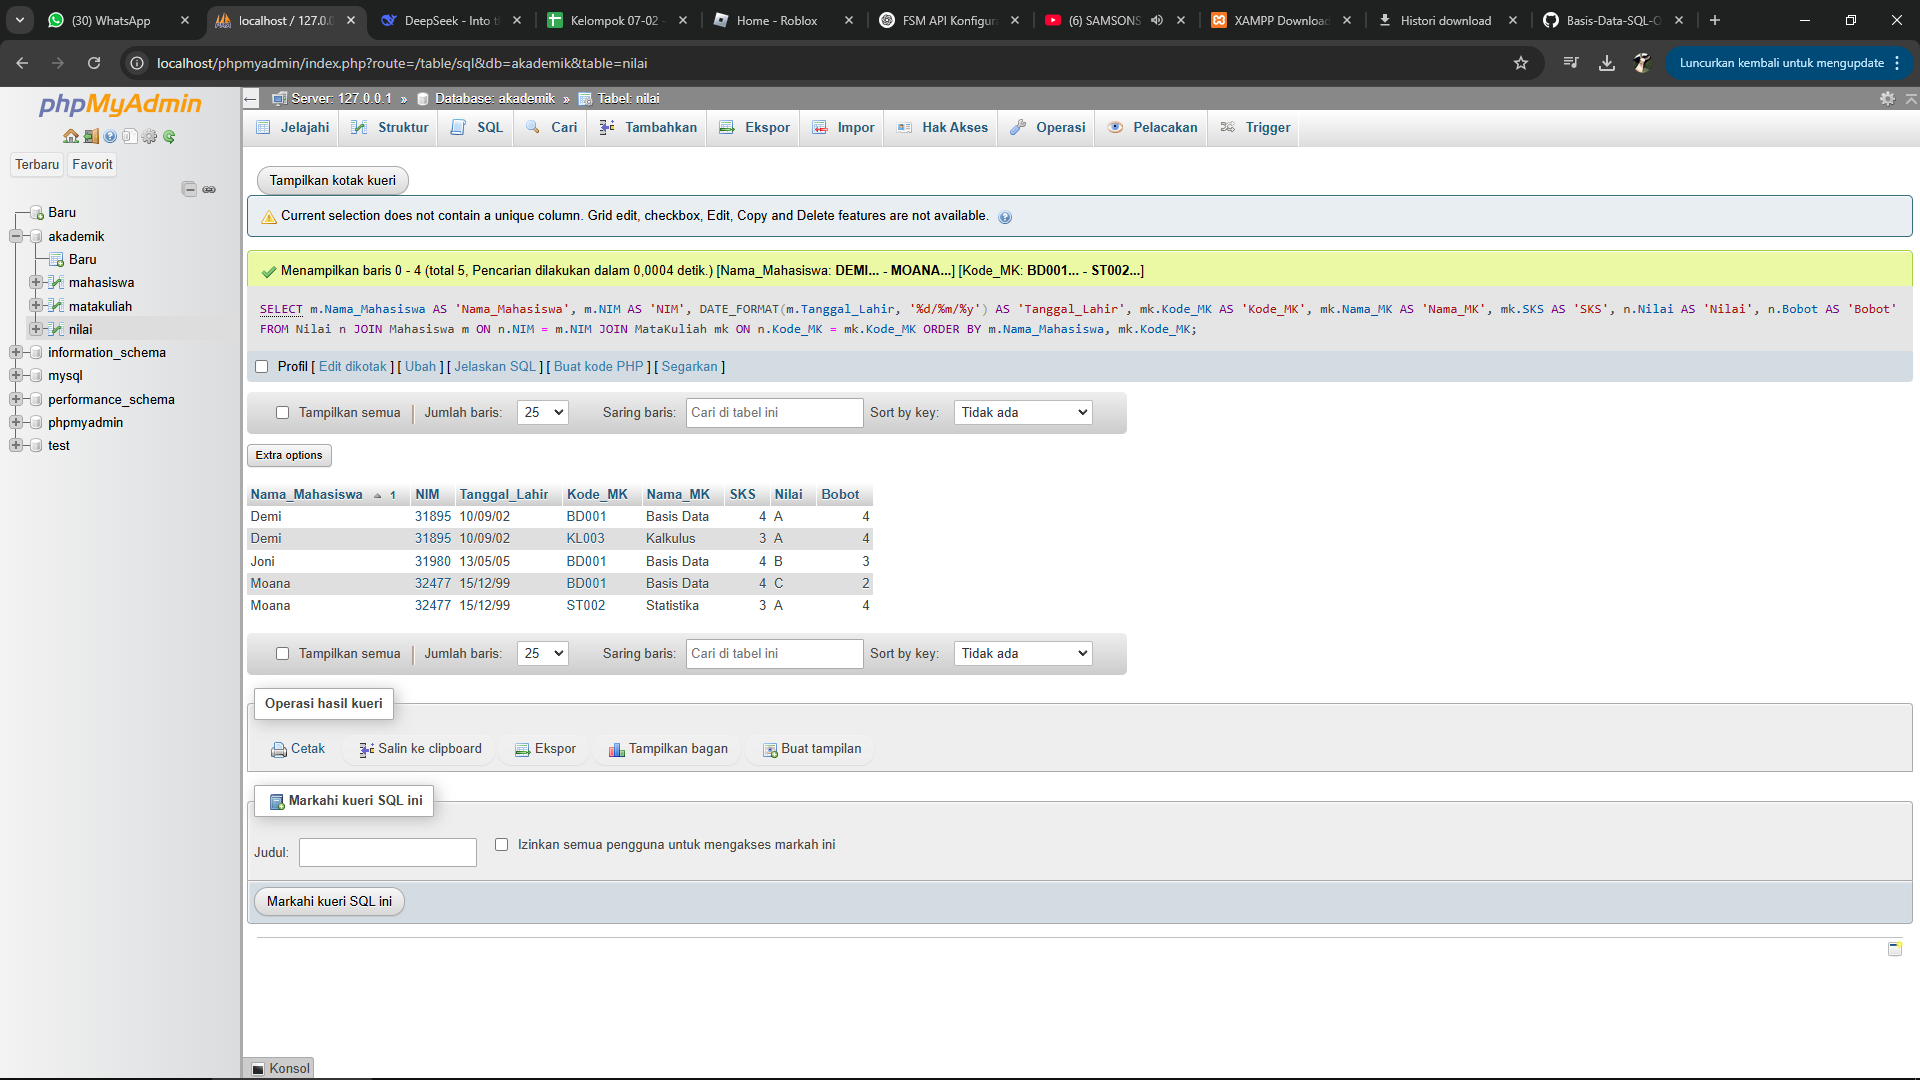 (30) WhatsApp
localhost / 127.0.0
DeepSeek - Into t
Kelompok 07-02 -
Home - Roblox
FSM API Konfigur
(6) SAMSONS
XAMPP Download
Histori download
Basis-Data-SQL-O
localhost/phpmyadmin/index.php?route=/table/sql&db=akademik&table=nilai
Luncurkan kembali untuk mengupdate
phpMyAdmin
Terbaru
Favorit
Baru
akademik
Baru
mahasiswa
matakuliah
nilai
information_schema
mysql
performance_schema
phpmyadmin
test
Server: 127.0.0.1 » Database: akademik » Tabel: nilai
Jelajahi Struktur SQL Cari Tambahkan Ekspor Impor Hak Akses Operasi Pelacakan Trigger
Tampilkan kotak kueri
Current selection does not contain a unique column. Grid edit, checkbox, Edit, Copy and Delete features are not available.
Menampilkan baris 0 - 4 (total 5, Pencarian dilakukan dalam 0,0004 detik.) [Nama_Mahasiswa: DEMI... - MOANA...] [Kode_MK: BD001... - ST002...]
SELECT m.Nama_Mahasiswa AS 'Nama_Mahasiswa', m.NIM AS 'NIM', DATE_FORMAT(m.Tanggal_Lahir, '%d/%m/%y') AS 'Tanggal_Lahir', mk.Kode_MK AS 'Kode_MK', mk.Nama_MK AS 'Nama_MK', mk.SKS AS 'SKS', n.Nilai AS 'Nilai', n.Bobot AS 'Bobot'
FROM Nilai n JOIN Mahasiswa m ON n.NIM = m.NIM JOIN MataKuliah mk ON n.Kode_MK = mk.Kode_MK ORDER BY m.Nama_Mahasiswa, mk.Kode_MK;
Profil [ Edit dikotak ] [ Ubah ] [ Jelaskan SQL ] [ Buat kode PHP ] [ Segarkan ]
Tampilkan semua Jumlah baris: 25 Saring baris: Cari di tabel ini Sort by key: Tidak ada
Extra options
Nama_Mahasiswa 1 NIM Tanggal_Lahir Kode_MK Nama_MK SKS Nilai Bobot
Demi 31895 10/09/02 BD001 Basis Data 4 A 4
Demi 31895 10/09/02 KL003 Kalkulus 3 A 4
Joni 31980 13/05/05 BD001 Basis Data 4 B 3
Moana 32477 15/12/99 BD001 Basis Data 4 C 2
Moana 32477 15/12/99 ST002 Statistika 3 A 4
Tampilkan semua Jumlah baris: 25 Saring baris: Cari di tabel ini Sort by key: Tidak ada
Operasi hasil kueri
Cetak Salin ke clipboard Ekspor Tampilkan bagan Buat tampilan
Markahi kueri SQL ini
Judul: Izinkan semua pengguna untuk mengakses markah ini
Markahi kueri SQL ini
Konsol